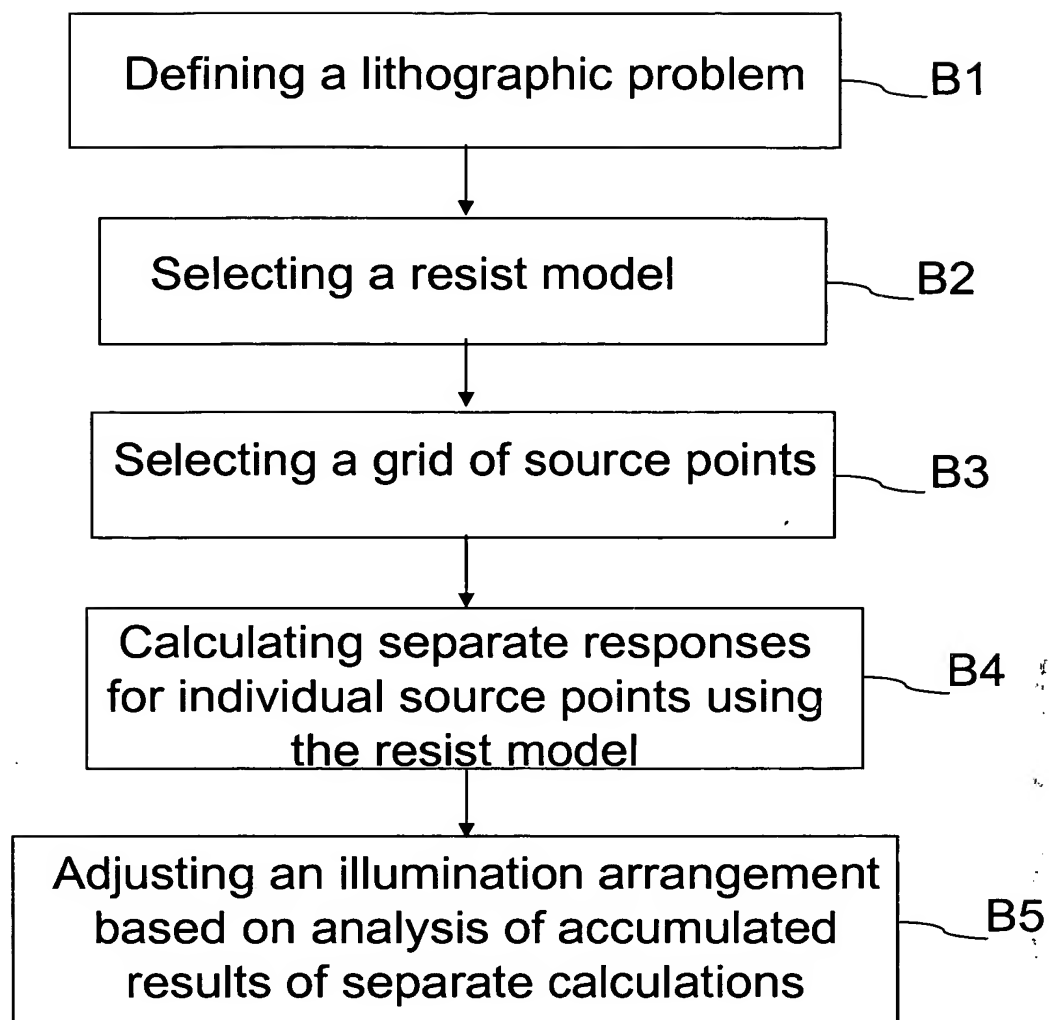 Defining a lithographic problem
B1
Selecting a resist model
B2
Selecting a grid of source points
B3
Calculating separate responses
for individual source points using
the resist model
B4
Adjusting an illumination arrangement
based on analysis of accumulated
results of separate calculations
B5